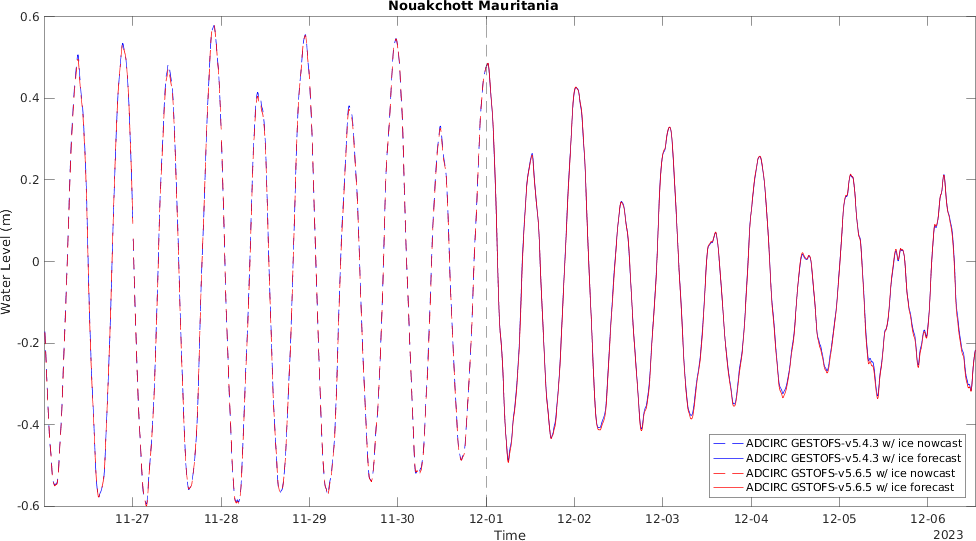 Nouakchott Mauritania
0.6
0.4
0.2
0
-0.2
-0.4
-0.6
Water Level (m)
ADCIRC GESTOFS-v5.4.3 w/ ice nowcast
ADCIRC GESTOFS-v5.4.3 w/ ice forecast
ADCIRC GSTOFS-v5.6.5 w/ ice nowcast
ADCIRC GSTOFS-v5.6.5 w/ ice forecast
11-27 11-28 11-29 11-30 12-01 12-02 12-03 12-04 12-05 12-06
Time
2023